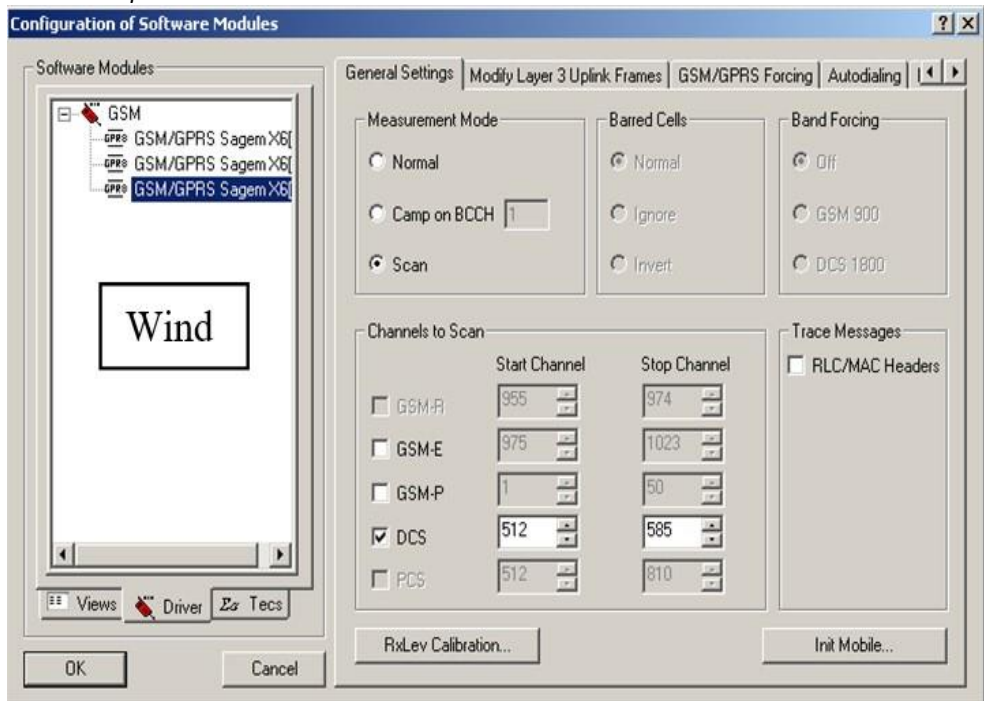 Configuration of Software Modules
Software Modules
GSM
GSM/GPRS Sagem X6[
GSM/GPRS Sagem X6[
GSM/GPRS Sagem X6[
Wind
Views
Driver
Σα Tecs
OK
Cancel
General Settings
Modify Layer 3 Uplink Frames
GSM/GPRS Forcing
Autodialing
Measurement Mode
Normal
Camp on BCCH 1
Scan
Barred Cells
Normal
Ignore
Invert
Band Forcing
Off
GSM 900
DCS 1800
Channels to Scan
Start Channel Stop Channel
GSM-R 955 974
GSM-E 975 1023
GSM-P 1 50
DCS 512 585
PCS 512 810
Trace Messages
RLC/MAC Headers
RxLev Calibration...
Init Mobile...